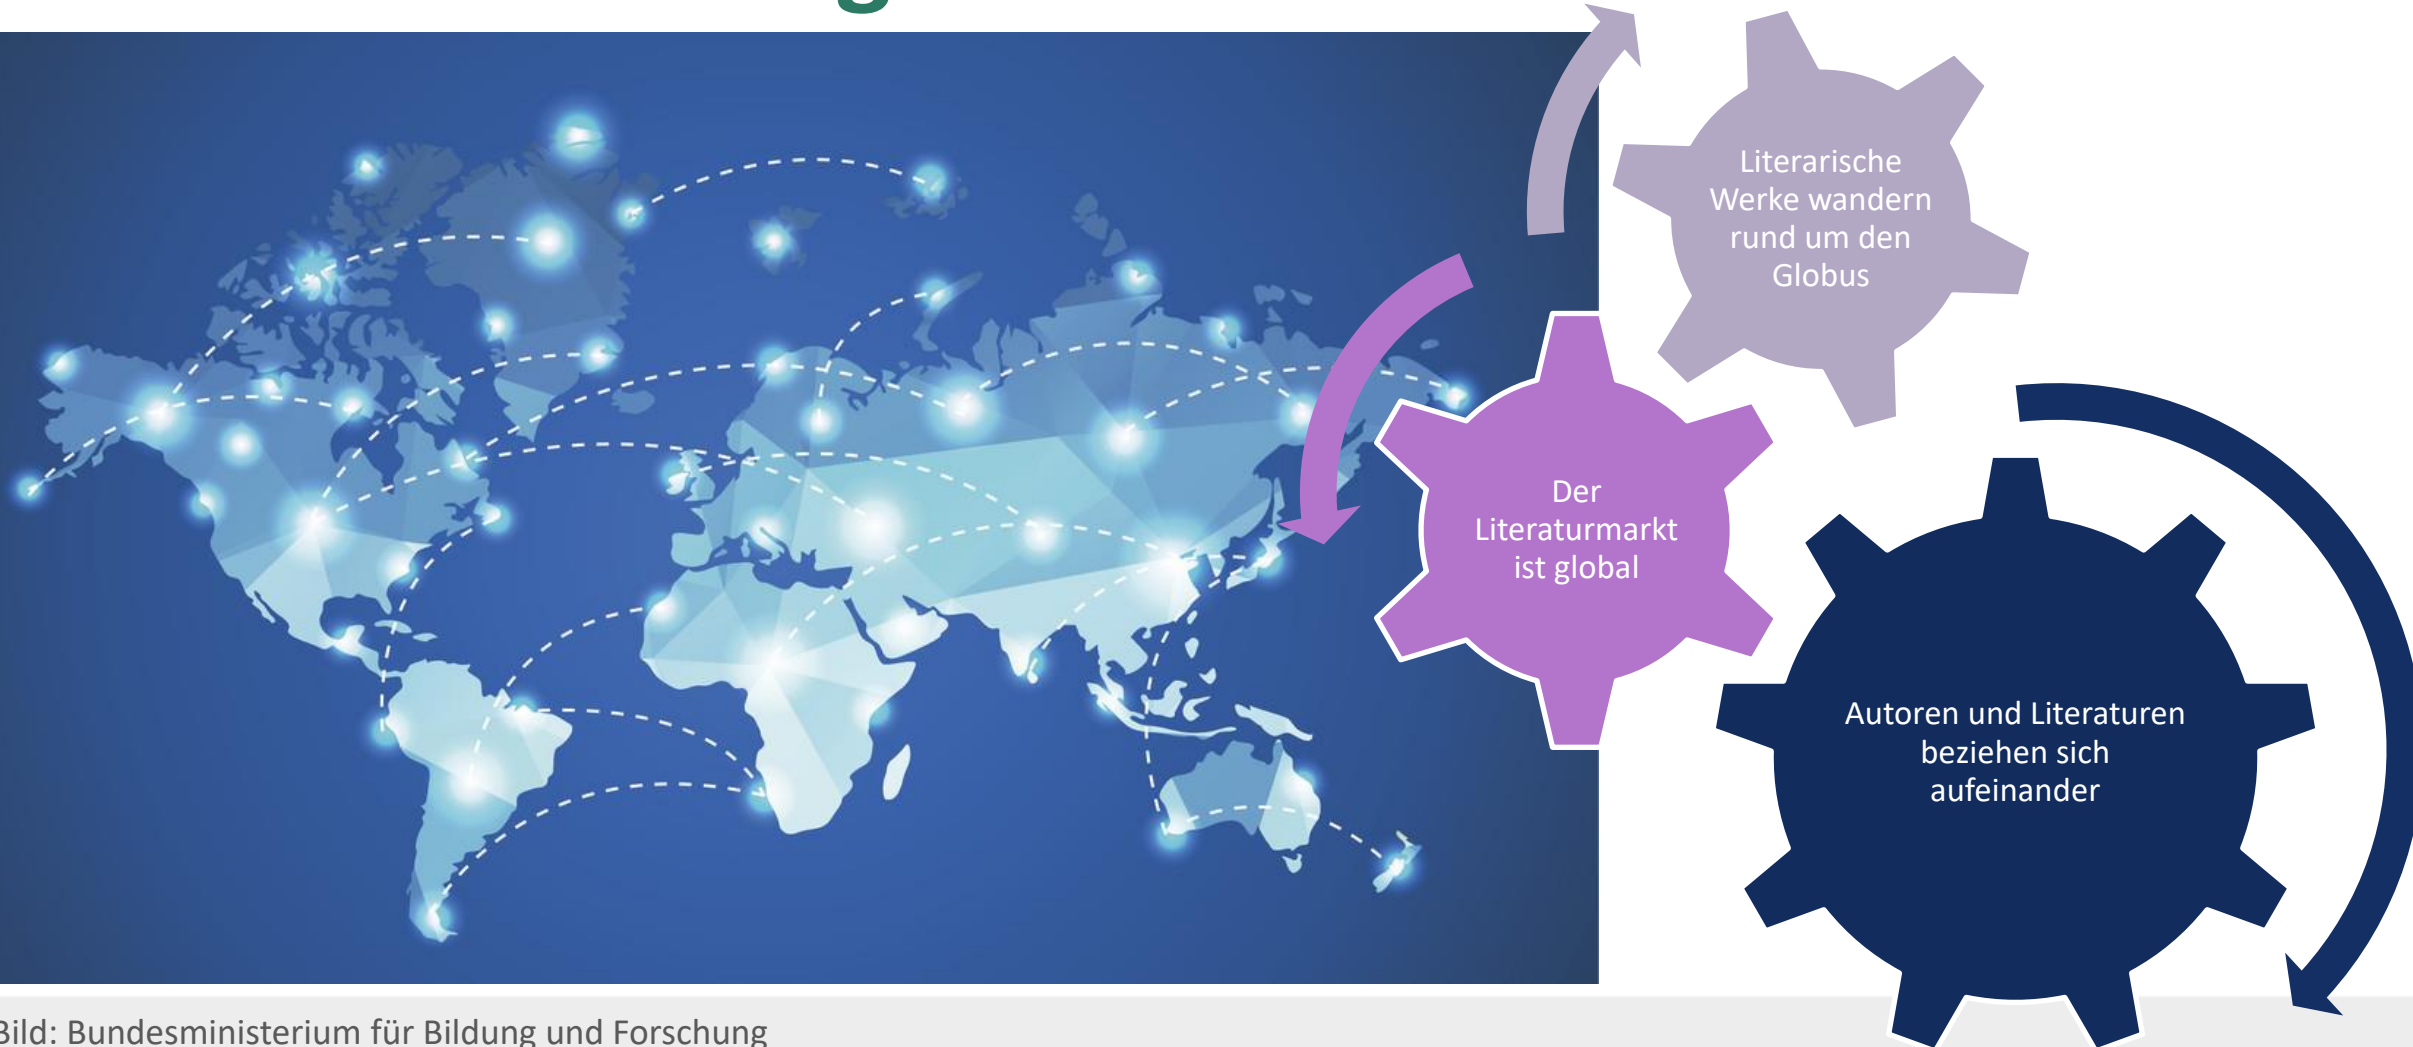 Literarische
Werke wandern
rund um den
Globus
Der
Literaturmarkt
ist global
Autoren und Literaturen
beziehen sich
aufeinander
Bild: Bundesministerium für Bildung und Forschung